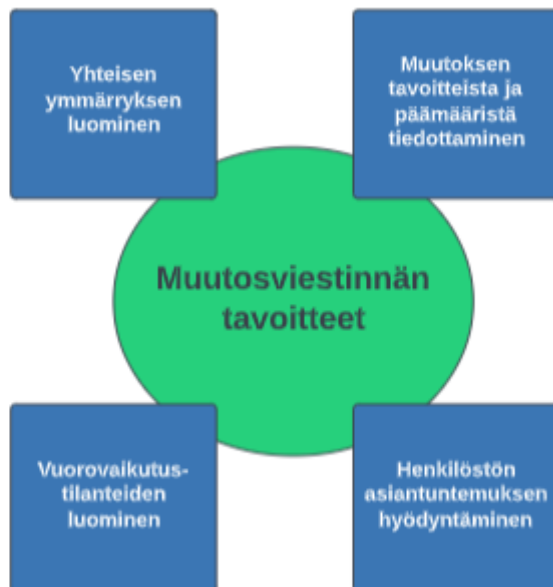 Yhteisen
ymmärryksen
luominen
Muutoksen
tavoitteista ja
päämääristä
tiedottaminen
Muutosviestinnän
tavoitteet
Vuorovaikutus-
tilanteiden
luominen
Henkilöstön
asiantuntemuksen
hyödyntäminen